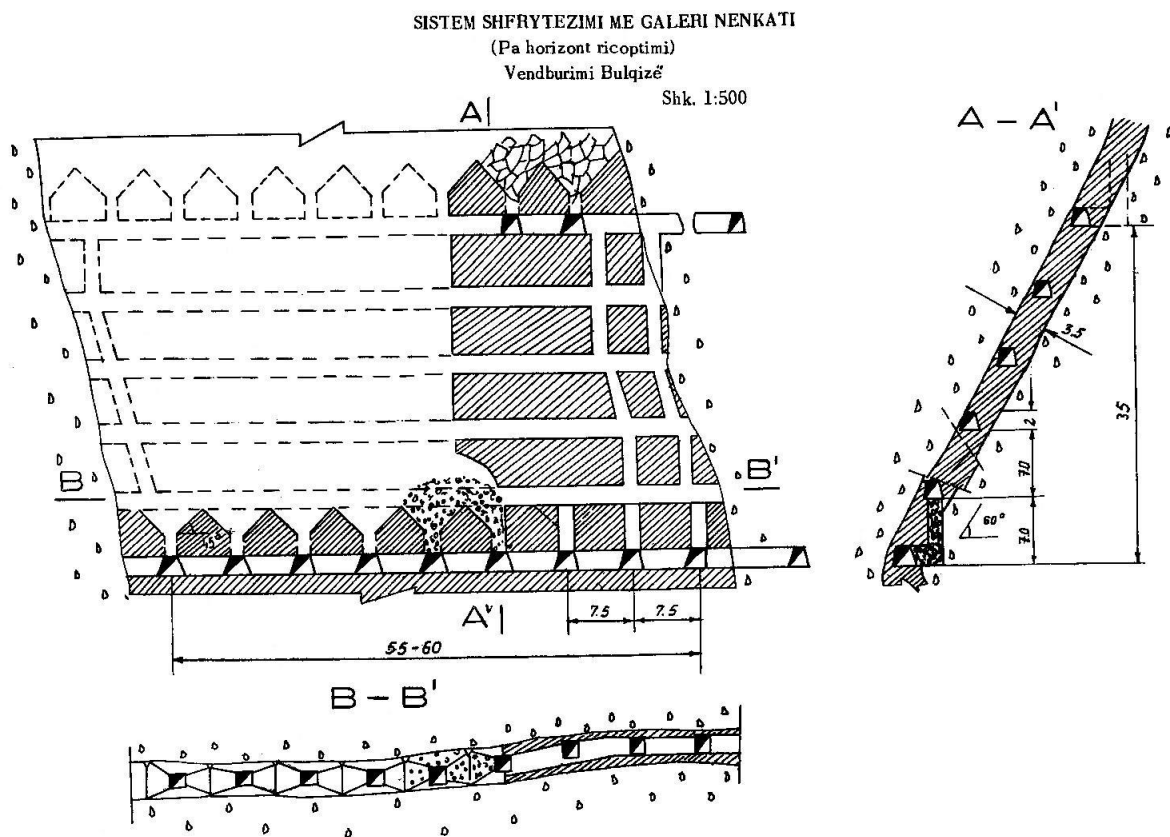 SISTEM SHFRYTEZIMI ME GALERI NENKATI
(Pa horizont ricoptimi)
Vendburimi Bulqizë
Shk. 1:500
A
A - A'
3.5
35
2
7.0
7.0
60°
B
B'
A'
7.5
7.5
55-60
B - B'